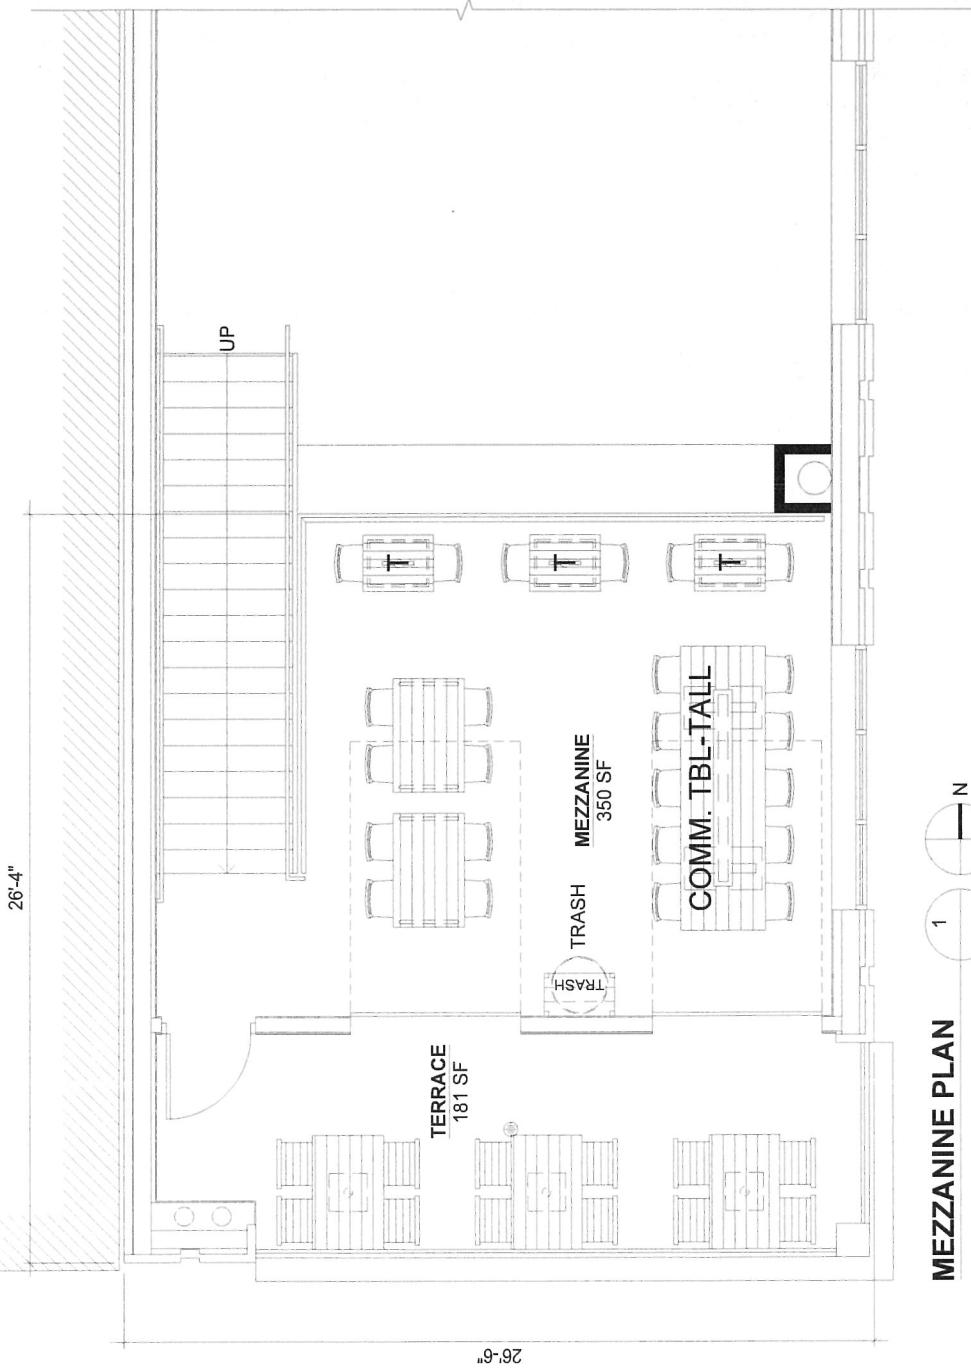 26'-4"
UP
COMM. TBL-TALL
MEZZANINE
350 SF
TRASH
TRASH
TERRACE
181 SF
26'-6"
1
N
MEZZANINE PLAN